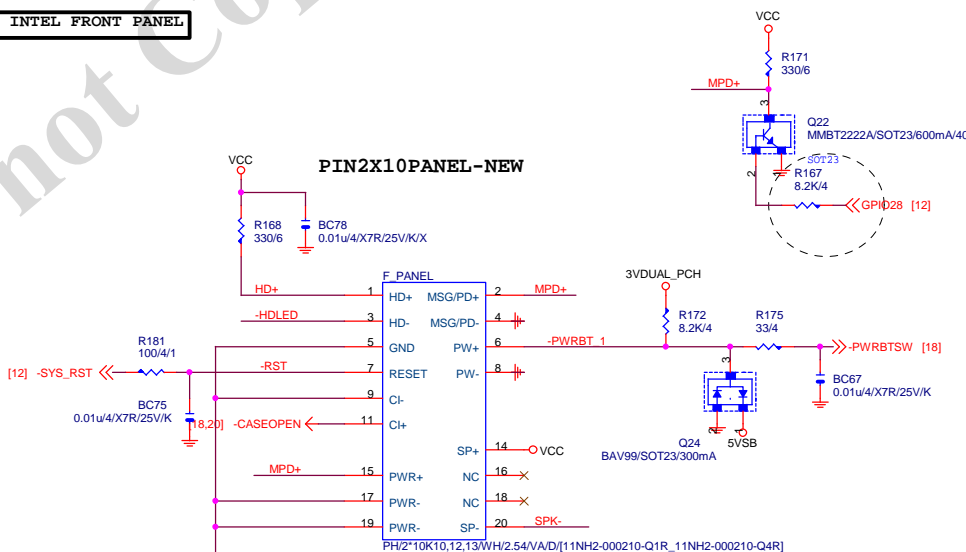 INTEL FRONT PANEL
not Cop
VCC
R171
330/6
MPD+
3
Q22
MMBT2222A/SOT23/600mA/40
SOT23
2
R167
8.2K/4
GPIO28 [12]
PIN2X10PANEL-NEW
VCC
R168
330/6
BC78
0.01u/4/X7R/25V/K/X
F_PANEL
HD+ 1 HD+ MSG/PD+ 2 MPD+
-HDLED 3 HD- MSG/PD- 4
5 GND PW+ 6 -PWRBT_1
-RST 7 RESET PW- 8
9 CI-
18,20] -CASEOPEN 11 CI+
SP+ 14 VCC
MPD+ 15 PWR+ NC 16
17 PWR- NC 18
19 PWR- SP- 20 SPK-
PH/2*10K10,12,13/WH/2.54/VA/D/[11NH2-000210-Q1R_11NH2-000210-Q4R]
R181
100/4/1
[12] -SYS_RST
BC75
0.01u/4/X7R/25V/K
3VDUAL_PCH
R172
8.2K/4
R175
33/4
-PWRBTSW [18]
BC67
0.01u/4/X7R/25V/K
3
2
1
5VSB
Q24
BAV99/SOT23/300mA